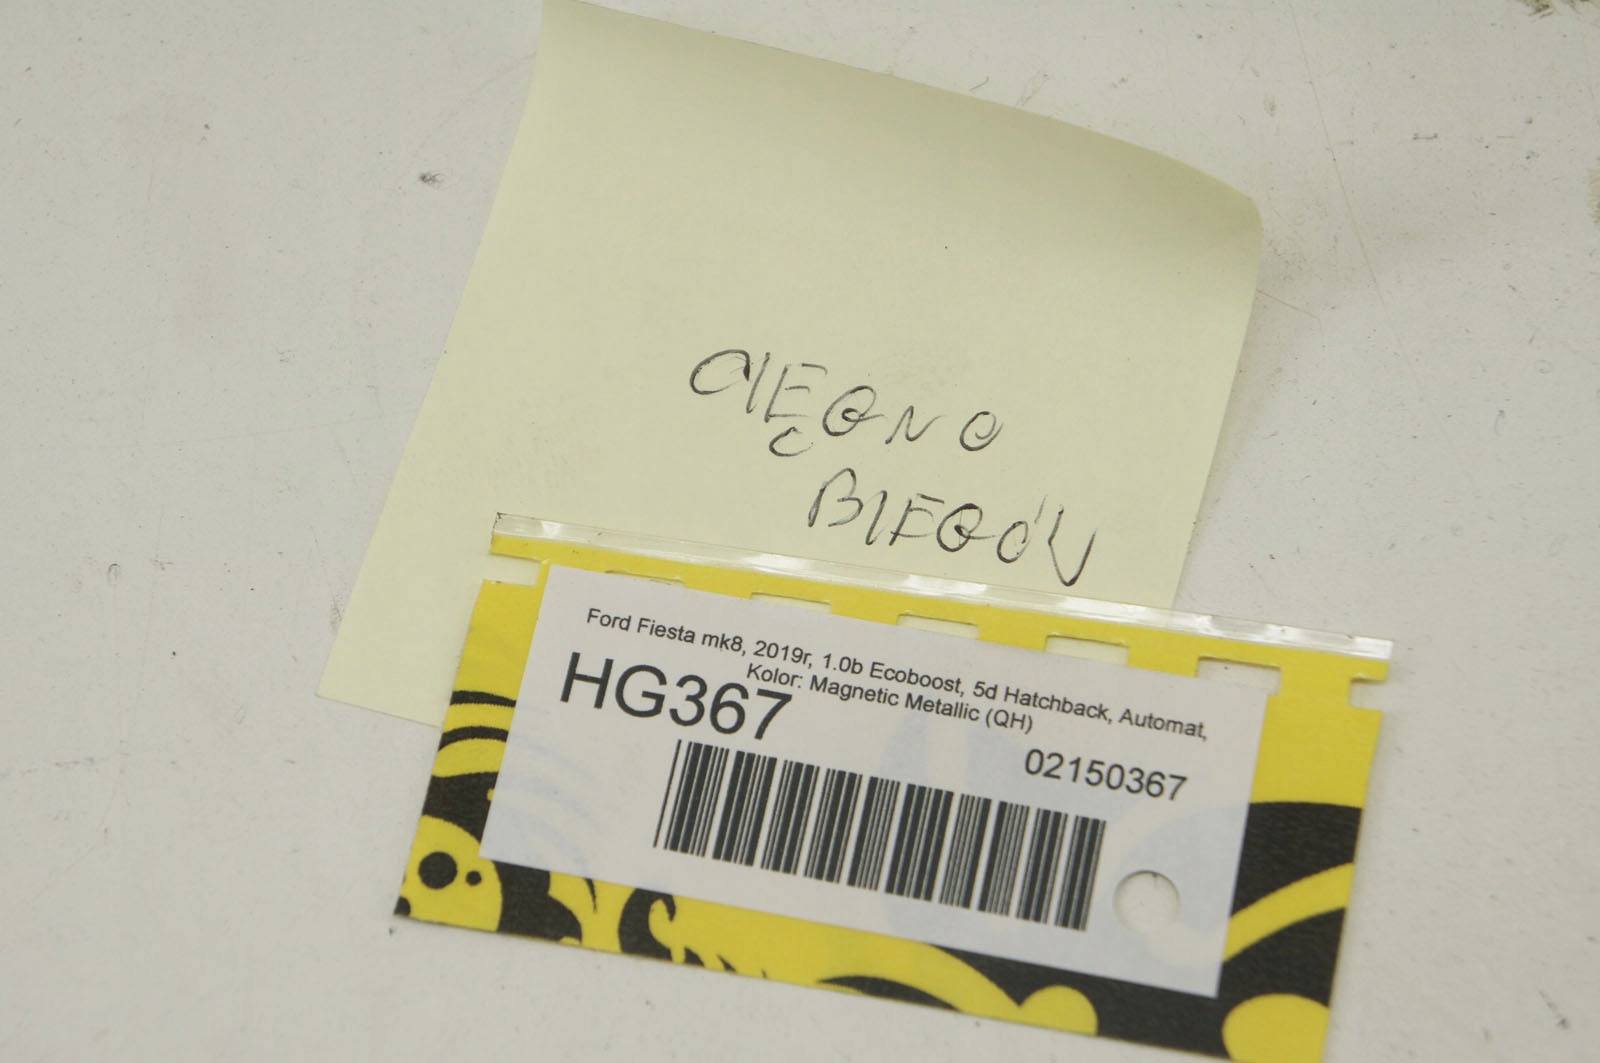 CIĘGNO
BIEGÓW
Ford Fiesta mk8, 2019r, 1.0b Ecoboost, 5d Hatchback, Automat,
Kolor: Magnetic Metallic (QH)
HG367
02150367